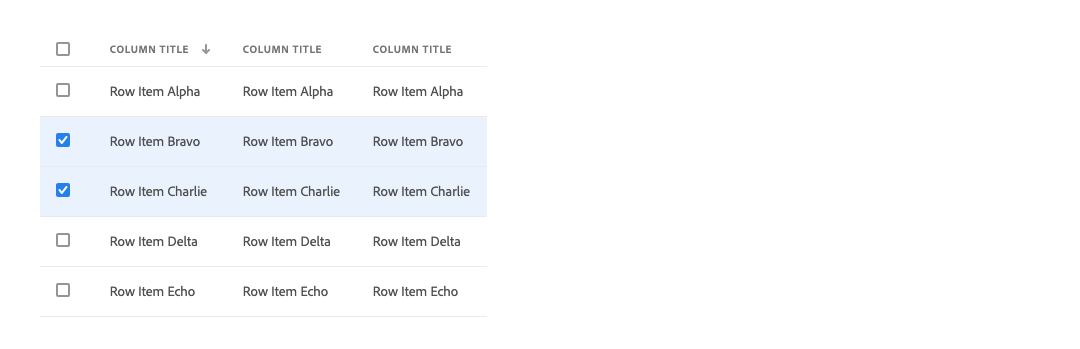 COLUMN TITLE COLUMN TITLE COLUMN TITLE
Row Item Alpha Row Item Alpha Row Item Alpha
Row Item Bravo Row Item Bravo Row Item Bravo
Row Item Charlie Row Item Charlie Row Item Charlie
Row Item Delta Row Item Delta Row Item Delta
Row Item Echo Row Item Echo Row Item Echo